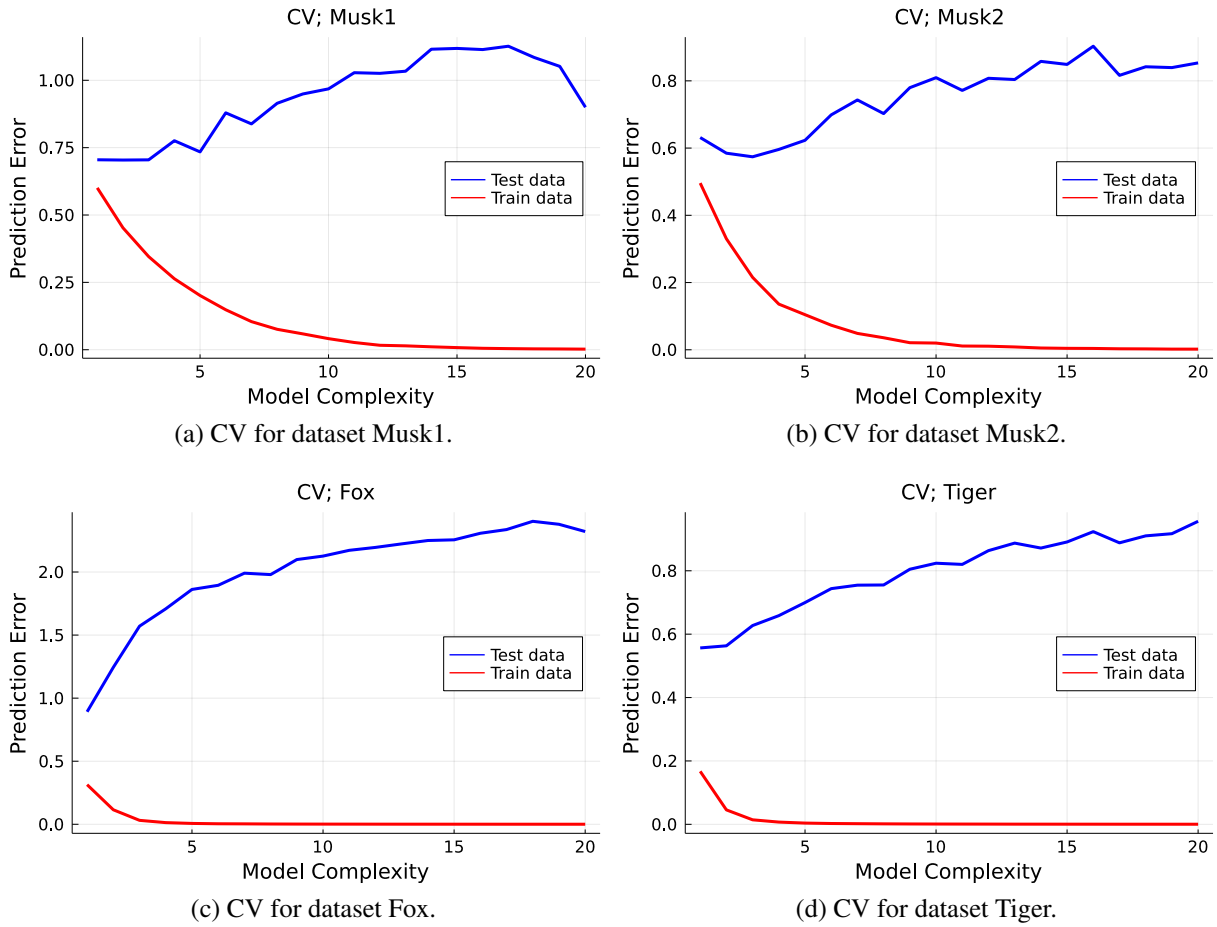 CV; Musk1
Prediction Error
1.00
0.75
0.50
0.25
0.00
Test data
Train data
5 10 15 20
Model Complexity
(a) CV for dataset Musk1.
CV; Musk2
Prediction Error
0.8
0.6
0.4
0.2
0.0
Test data
Train data
5 10 15 20
Model Complexity
(b) CV for dataset Musk2.
CV; Fox
Prediction Error
2.0
1.5
1.0
0.5
0.0
Test data
Train data
5 10 15 20
Model Complexity
(c) CV for dataset Fox.
CV; Tiger
Prediction Error
0.8
0.6
0.4
0.2
0.0
Test data
Train data
5 10 15 20
Model Complexity
(d) CV for dataset Tiger.